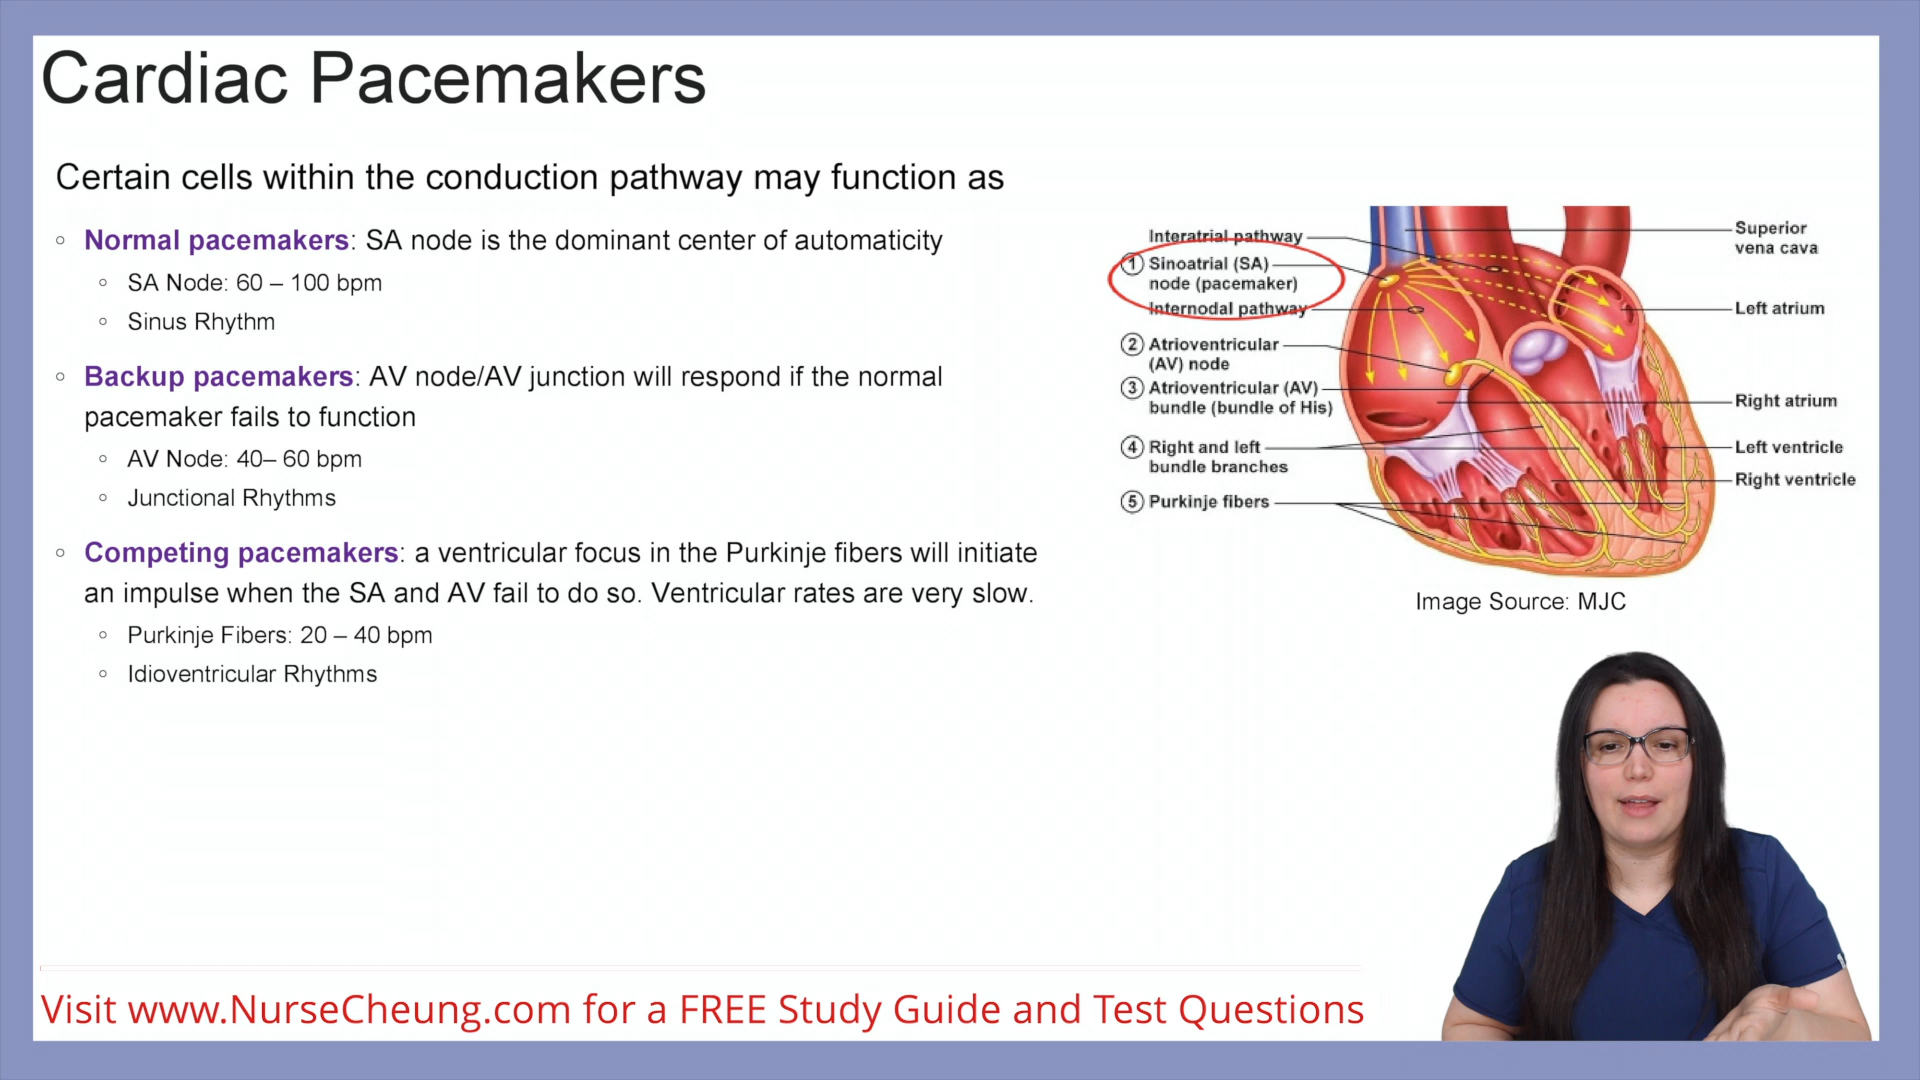 Cardiac Pacemakers
Certain cells within the conduction pathway may function as
Normal pacemakers: SA node is the dominant center of automaticity
SA Node: 60 – 100 bpm
Sinus Rhythm
Backup pacemakers: AV node/AV junction will respond if the normal
pacemaker fails to function
AV Node: 40– 60 bpm
Junctional Rhythms
Competing pacemakers: a ventricular focus in the Purkinje fibers will initiate
an impulse when the SA and AV fail to do so. Ventricular rates are very slow.
Purkinje Fibers: 20 – 40 bpm
Idioventricular Rhythms
Interatrial pathway
1 Sinoatrial (SA)
node (pacemaker)
Internodal pathway
2 Atrioventricular
(AV) node
3 Atrioventricular (AV)
bundle (bundle of His)
4 Right and left
bundle branches
5 Purkinje fibers
Superior
vena cava
Left atrium
Right atrium
Left ventricle
Right ventricle
Image Source: MJC
Visit www.NurseCheung.com for a FREE Study Guide and Test Questions